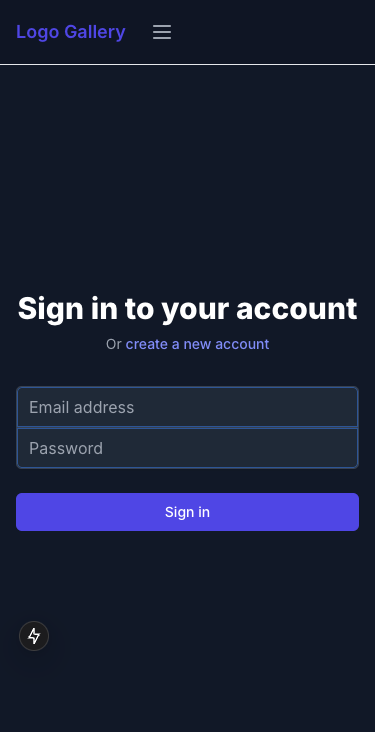 Logo Gallery
Sign in to your account
Or create a new account
Email address
Password
Sign in